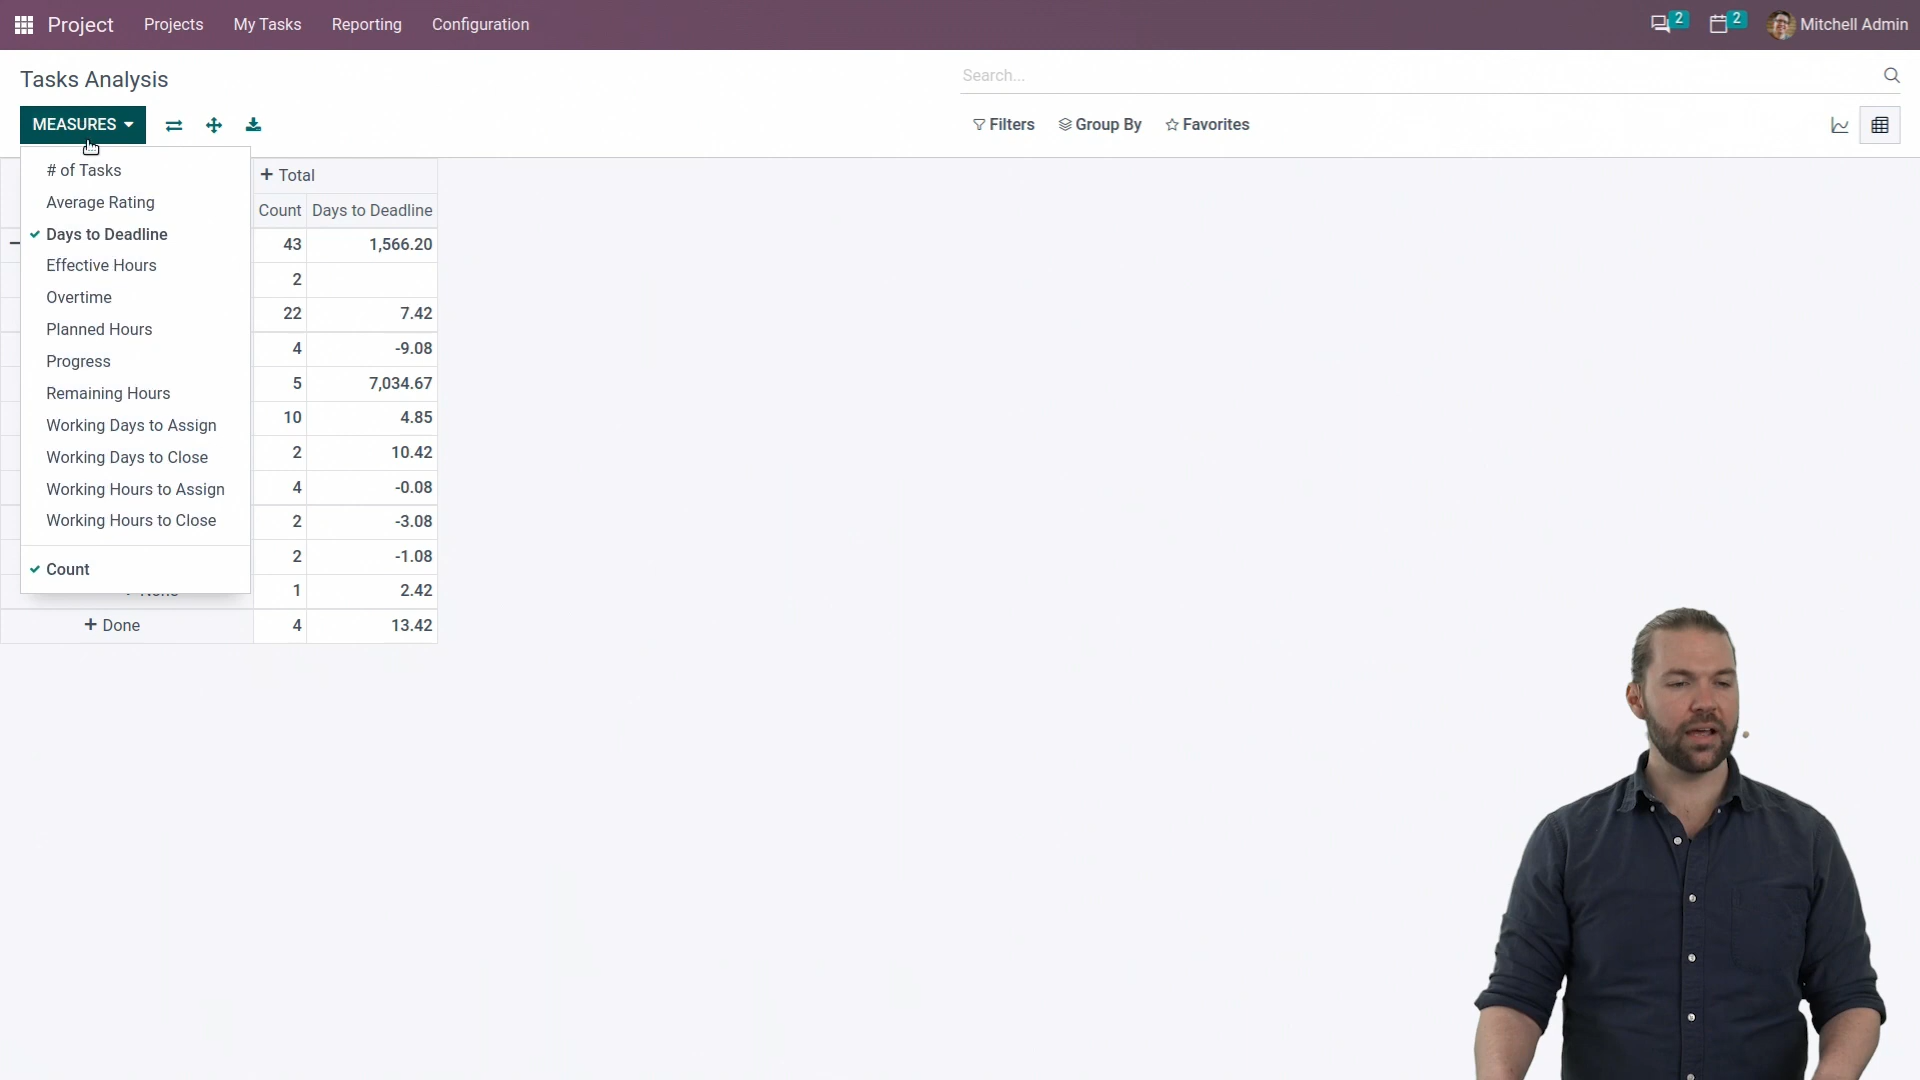 Project Projects My Tasks Reporting Configuration 2 2 Mitchell Admin
Tasks Analysis
Search...
MEASURES Filters Group By Favorites
# of Tasks
Average Rating
Days to Deadline
Effective Hours
Overtime
Planned Hours
Progress
Remaining Hours
Working Days to Assign
Working Days to Close
Working Hours to Assign
Working Hours to Close
Count
+ Total
Count Days to Deadline
43 1,566.20
2
22 7.42
4 -9.08
5 7,034.67
10 4.85
2 10.42
4 -0.08
2 -3.08
2 -1.08
1 2.42
+ Done 4 13.42